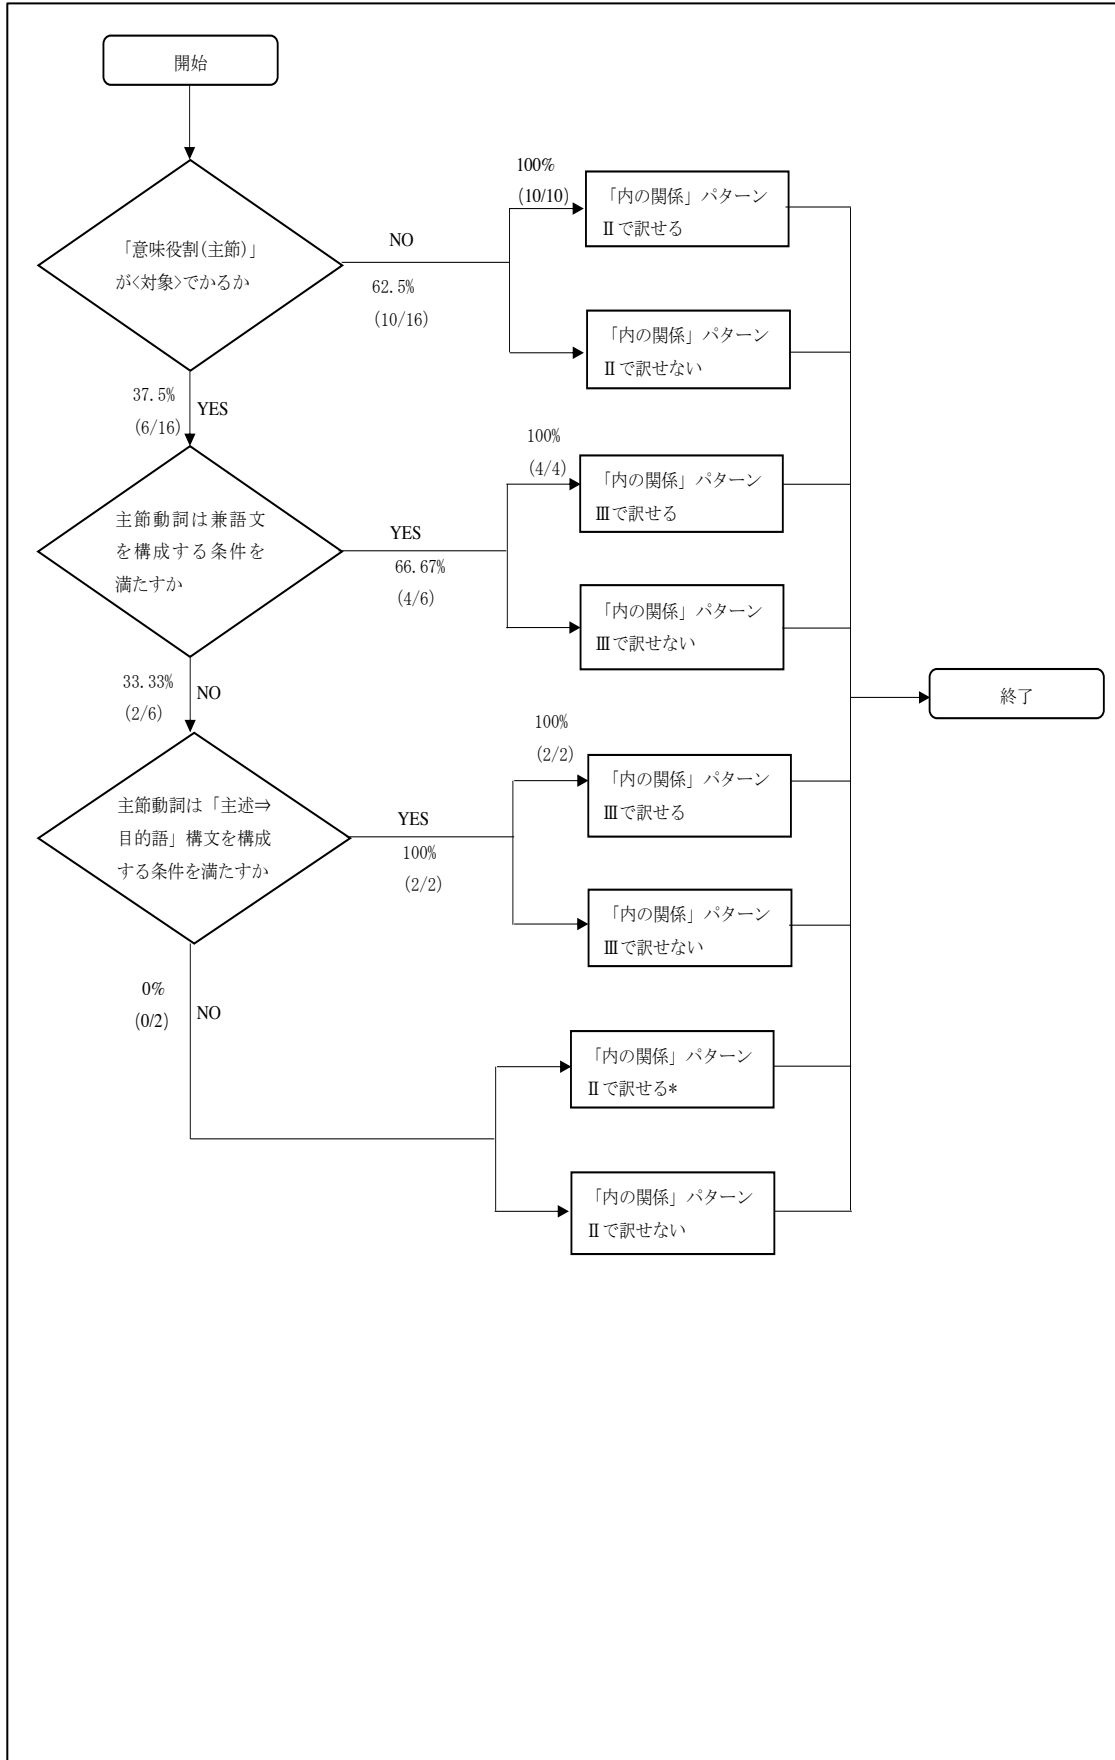 開始
「意味役割(主節)」
が<対象>でかるか
NO
62.5%
(10/16)
100%
(10/10)
「内の関係」パターン
Ⅱで訳せる
「内の関係」パターン
Ⅱで訳せない
37.5%
(6/16)
YES
主節動詞は兼語文
を構成する条件を
満たすか
YES
66.67%
(4/6)
100%
(4/4)
「内の関係」パターン
Ⅲで訳せる
「内の関係」パターン
Ⅲで訳せない
33.33%
(2/6)
NO
主節動詞は「主述⇒
目的語」構文を構成
する条件を満たすか
YES
100%
(2/2)
100%
(2/2)
「内の関係」パターン
Ⅲで訳せる
「内の関係」パターン
Ⅲで訳せない
0%
(0/2)
NO
「内の関係」パターン
Ⅱで訳せる*
「内の関係」パターン
Ⅱで訳せない
終了